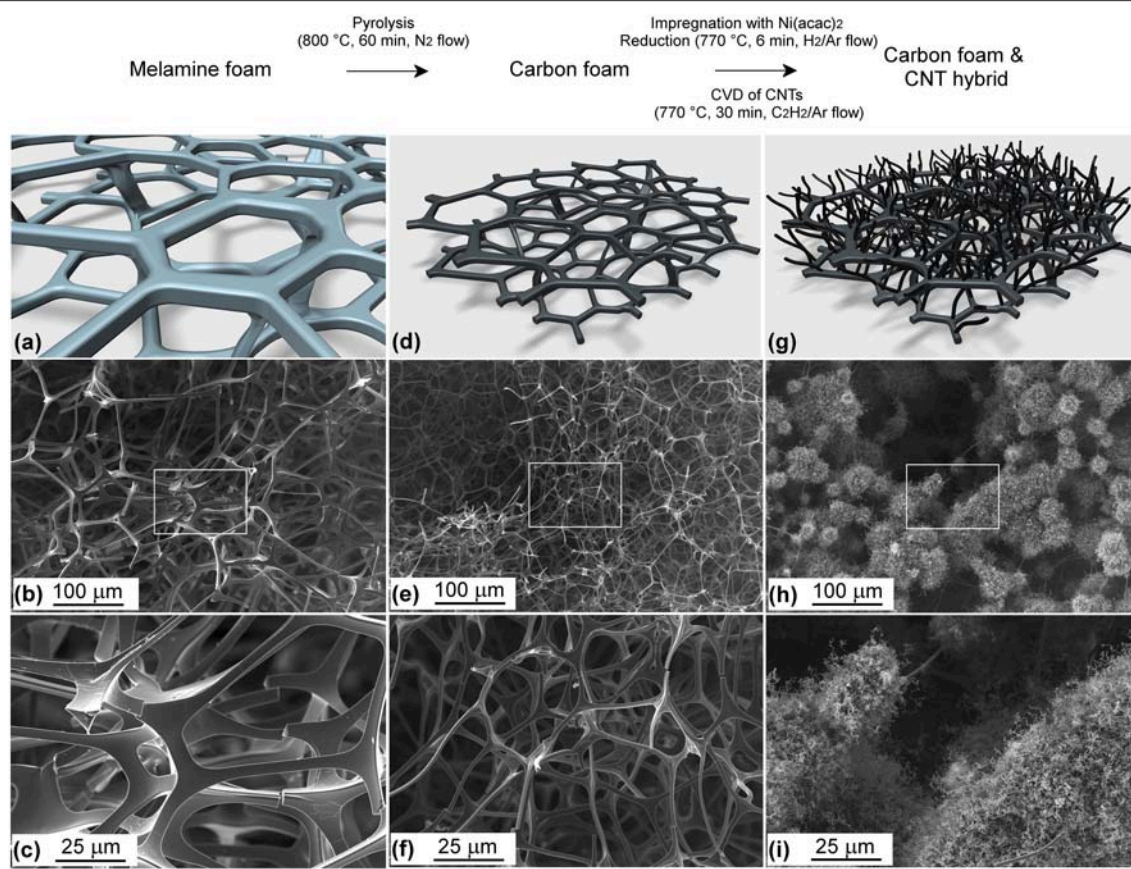 Pyrolysis
(800 °C, 60 min, N2 flow)
Impregnation with Ni(acac)2
Reduction (770 °C, 6 min, H2/Ar flow)
Melamine foam
Carbon foam
Carbon foam &
CNT hybrid
CVD of CNTs
(770 °C, 30 min, C2H2/Ar flow)
(a)
(d)
(g)
(b) 100 µm
(e) 100 µm
(h) 100 µm
(c) 25 µm
(f) 25 µm
(i) 25 µm